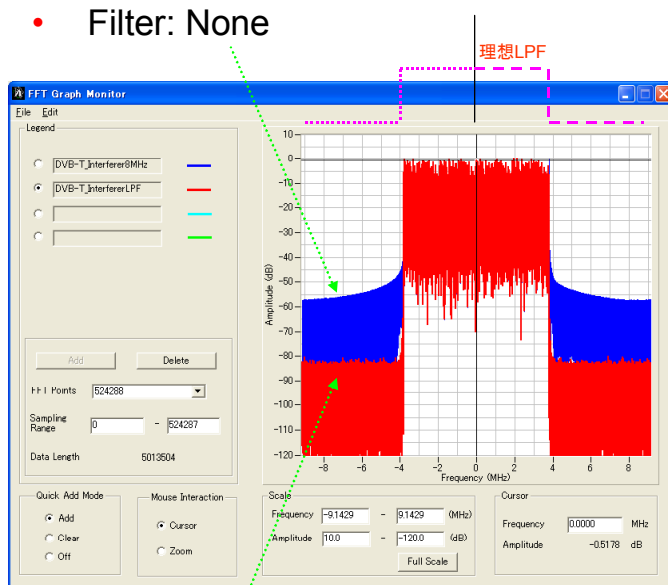 • Filter: None
理想LPF
FFT Graph Monitor
File Edit
Legend
DVB-T_Interferer8MHz
DVB-T_InterfererLPF
Add Delete
FFT Points 524288
Sampling Range 0 - 524287
Data Length 5013504
Amplitude (dB)
10
0
-10
-20
-30
-40
-50
-60
-70
-80
-90
-100
-110
-120
-8 -6 -4 -2 0 2 4 6 8
Frequency (MHz)
Quick Add Mode
Add
Clear
Off
Mouse Interaction
Cursor
Zoom
Scale
Frequency -9.1429 - 9.1429 (MHz)
Amplitude 10.0 - -120.0 (dB)
Full Scale
Cursor
Frequency 0.0000 MHz
Amplitude -0.5178 dB